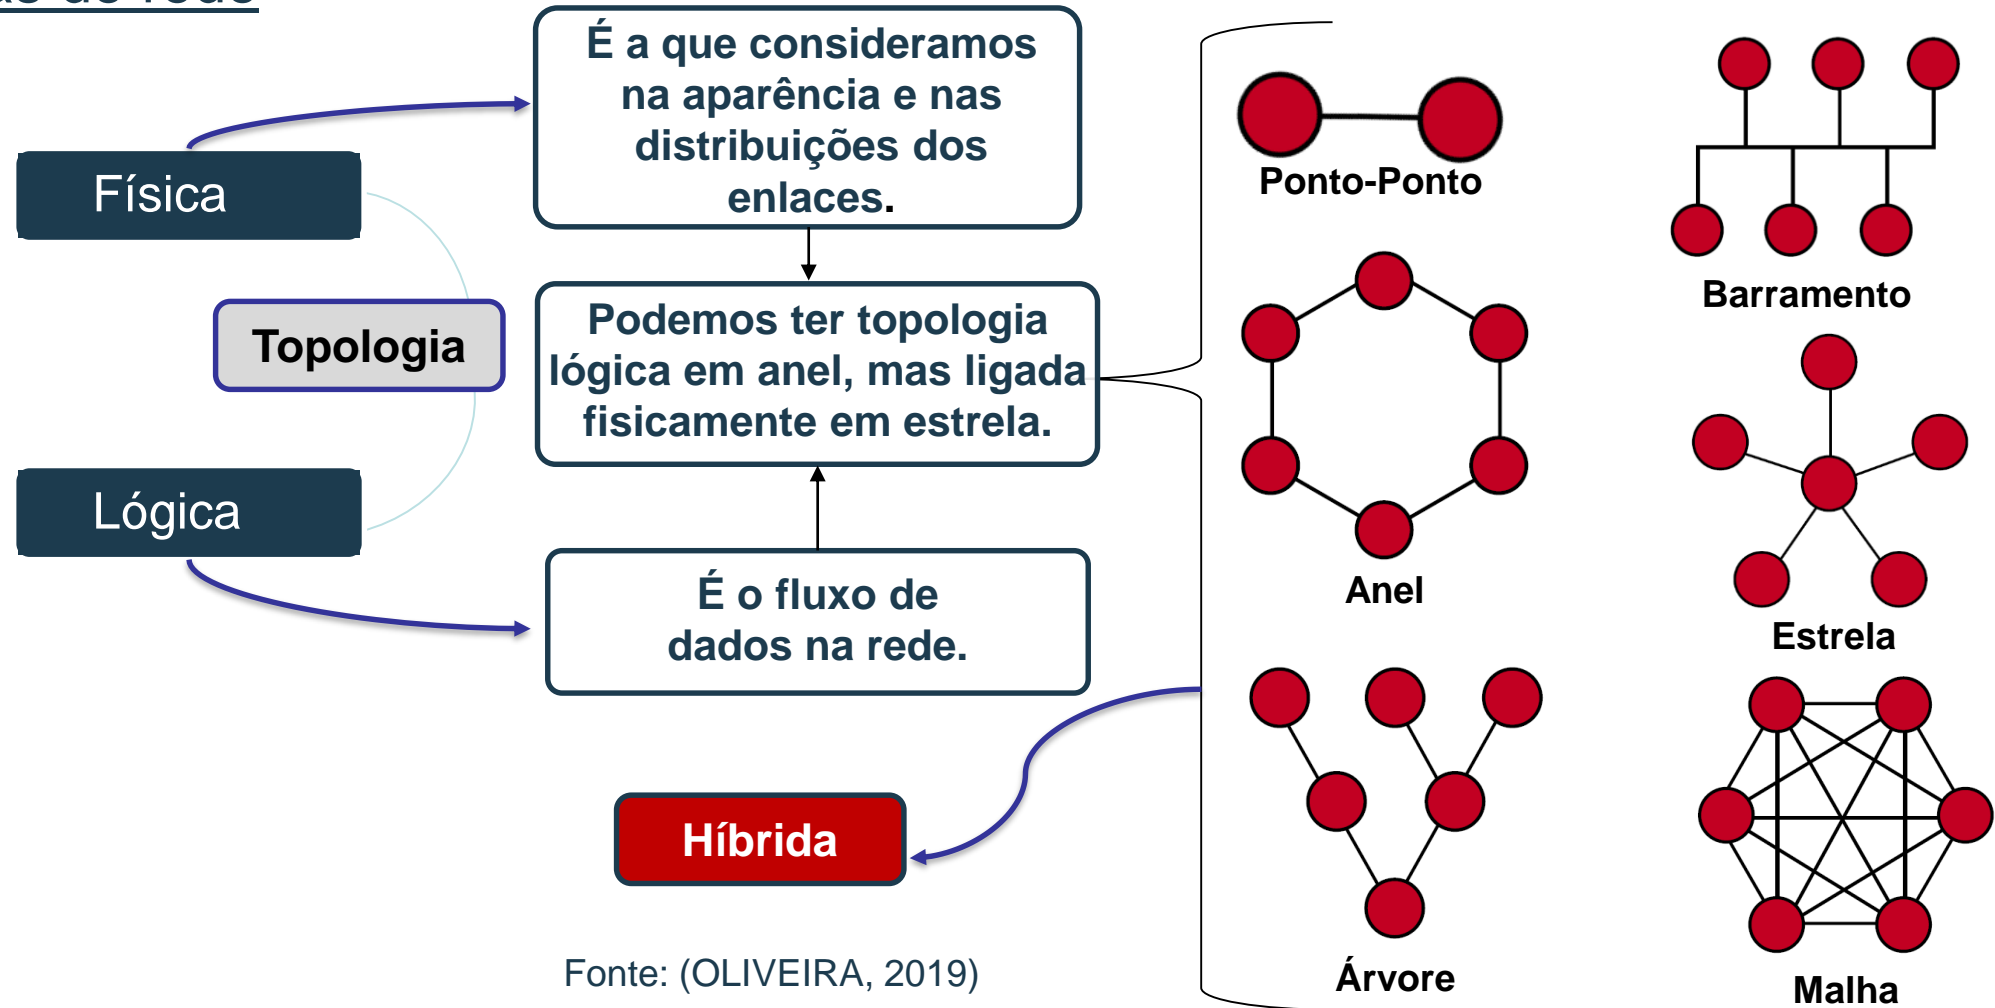 de rede
É a que consideramos
na aparência e nas
distribuições dos
enlaces.
Física
Topologia
Podemos ter topologia
lógica em anel, mas ligada
fisicamente em estrela.
Lógica
É o fluxo de
dados na rede.
Híbrida
Fonte: (OLIVEIRA, 2019)
Ponto-Ponto
Barramento
Anel
Estrela
Árvore
Malha